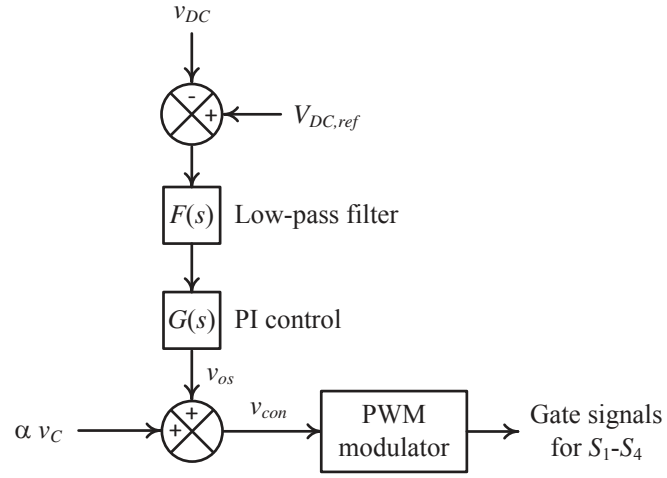 v_DC
-
+
V_DC,ref
F(s)
Low-pass filter
G(s)
PI control
v_os
+
α v_C
+
v_con
PWM
modulator
Gate signals
for S_1-S_4